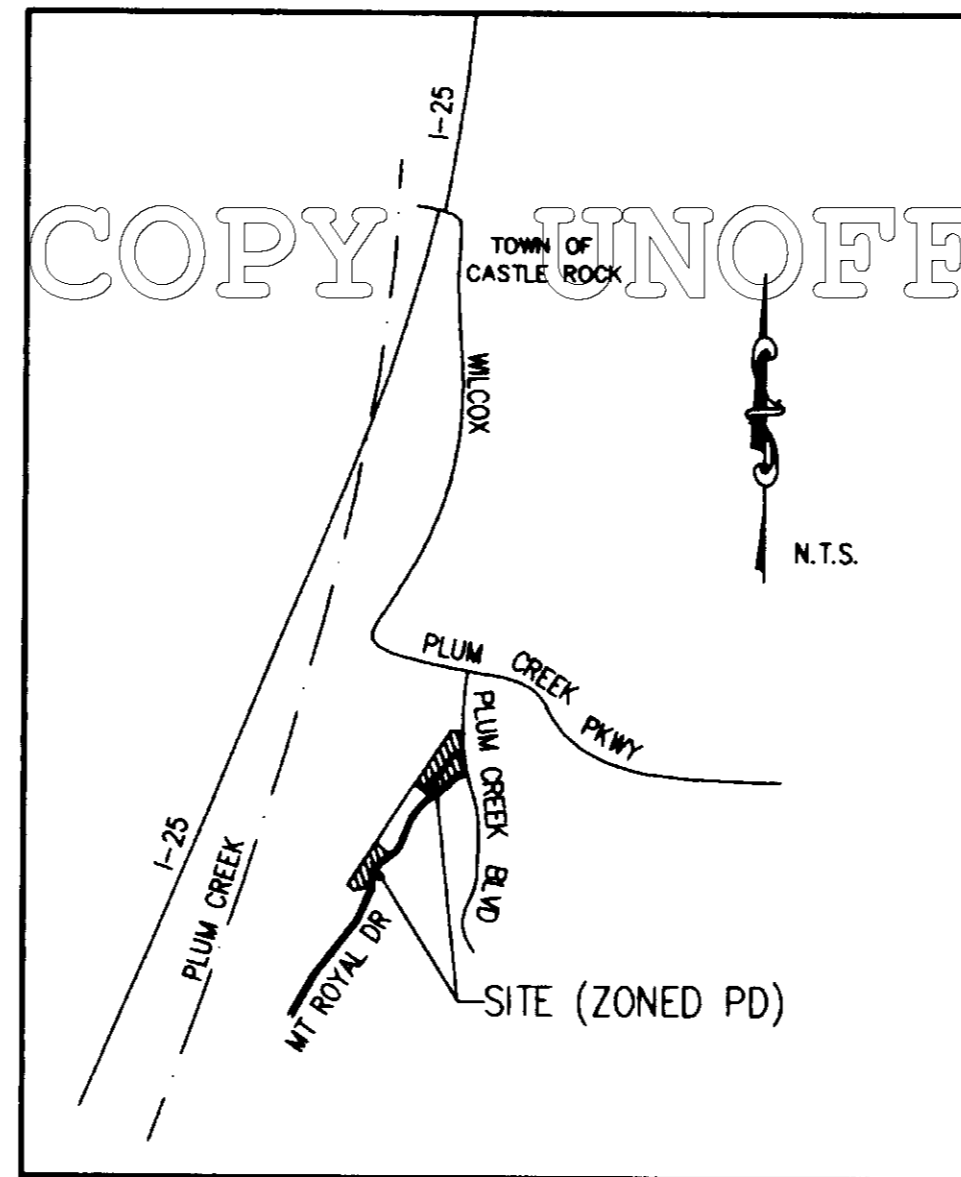 I-25
COPY UNOFF
TOWN OF
CASTLE ROCK
WILCOX
N.T.S.
PLUM CREEK PKWY
PLUM CREEK BLVD
I-25
PLUM CREEK
MT ROYAL DR
SITE (ZONED PD)